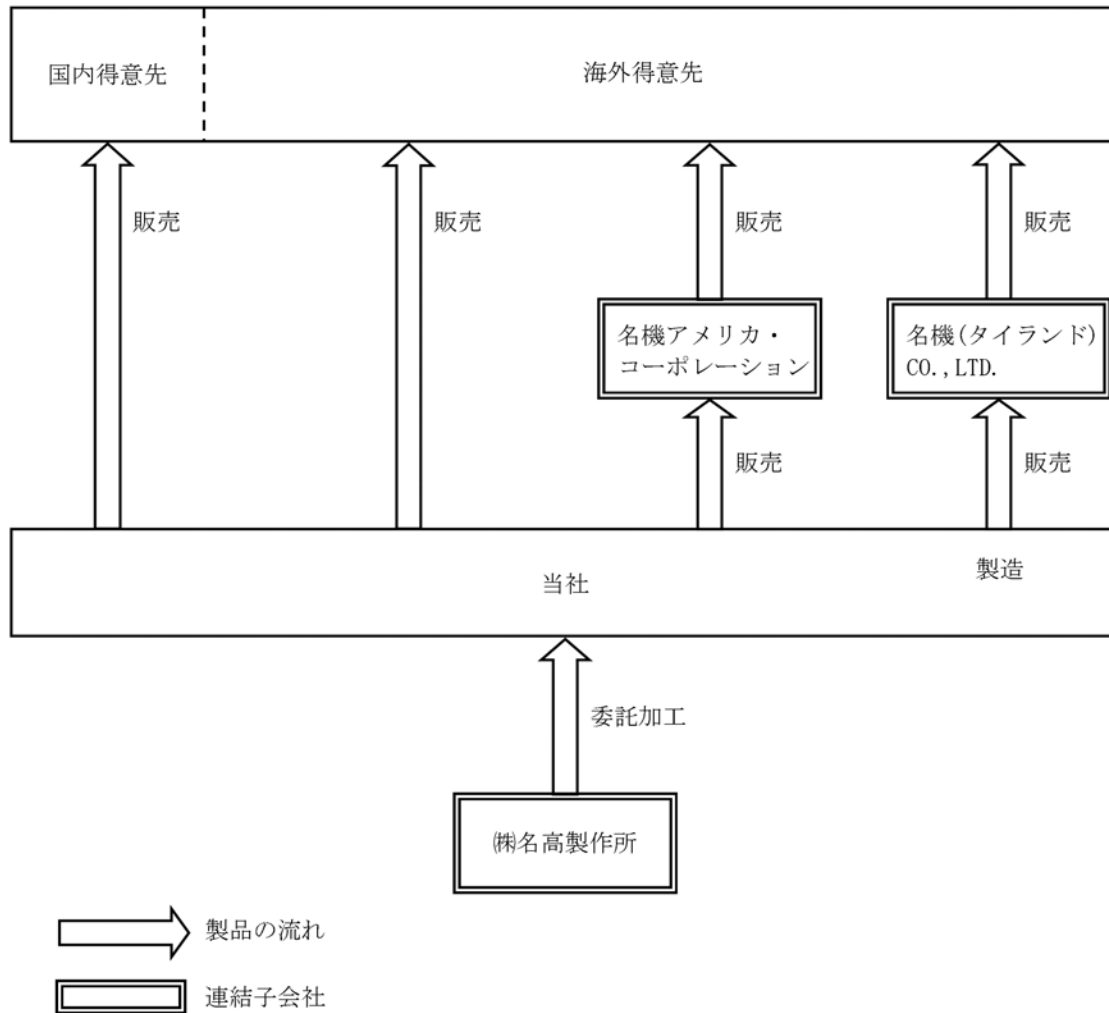 国内得意先
海外得意先
販売
販売
販売
販売
名機アメリカ・
コーポレーション
名機(タイランド)
CO.,LTD.
販売
販売
当社
製造
委託加工
㈱名高製作所
製品の流れ
連結子会社